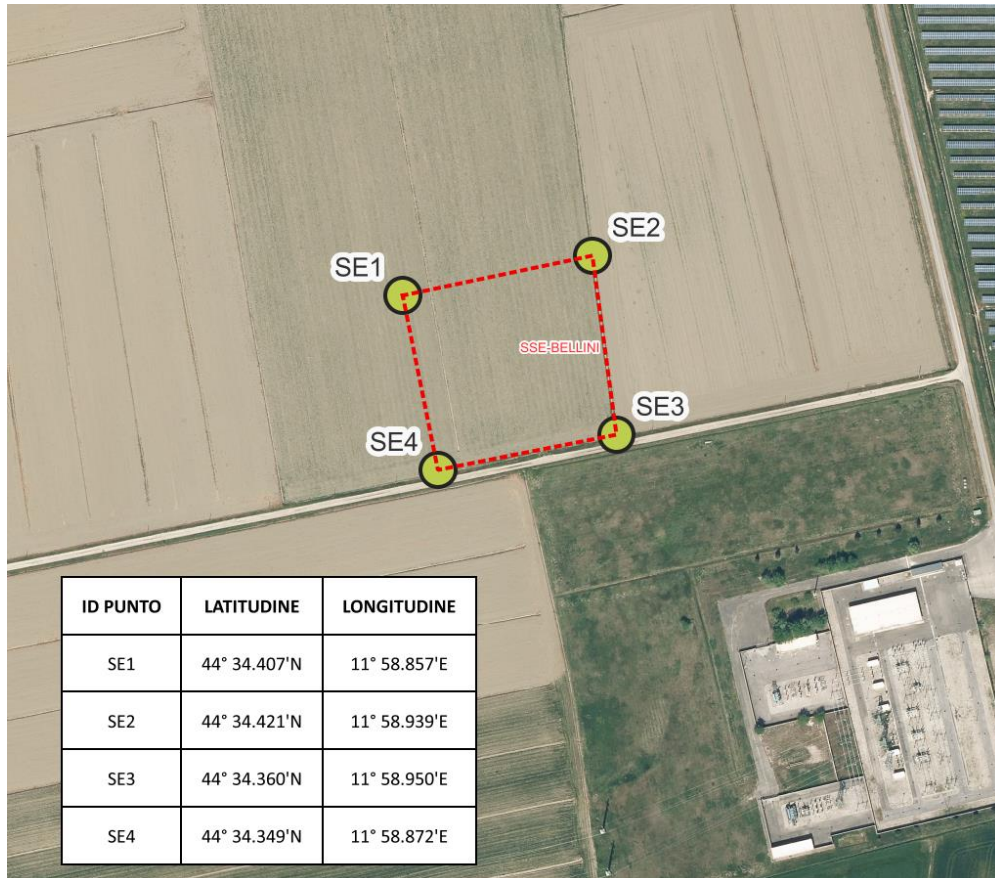 SE2
SE1
SSE-BELLINI
SE3
SE4
ID PUNTO LATITUDINE LONGITUDINE
SE1 44° 34.407'N 11° 58.857'E
SE2 44° 34.421'N 11° 58.939'E
SE3 44° 34.360'N 11° 58.950'E
SE4 44° 34.349'N 11° 58.872'E